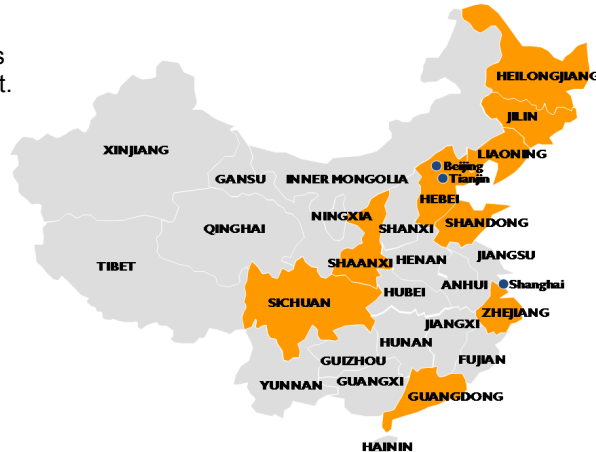 s
t.
HEILONGJIANG
JILIN
LIAONING
Beijing
Tianjin
HEBEI
XINJIANG
GANSU
INNER MONGOLIA
NINGXIA
SHANXI
SHANDONG
QINGHAI
SHAANXI
HENAN
JIANGSU
TIBET
SICHUAN
HUBEI
ANHUI
Shanghai
ZHEJIANG
JIANGXI
HUNAN
GUIZHOU
FUJIAN
YUNNAN
GUANGXI
GUANGDONG
HAININ